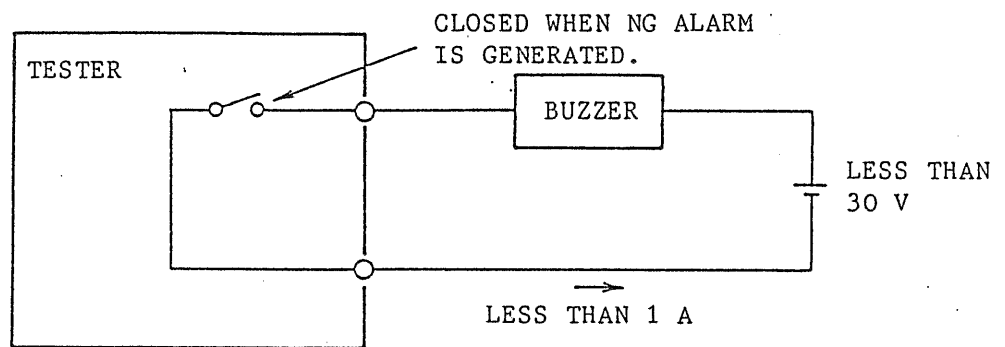 CLOSED WHEN NG ALARM
IS GENERATED.
TESTER
BUZZER
LESS THAN
30 V
LESS THAN 1 A